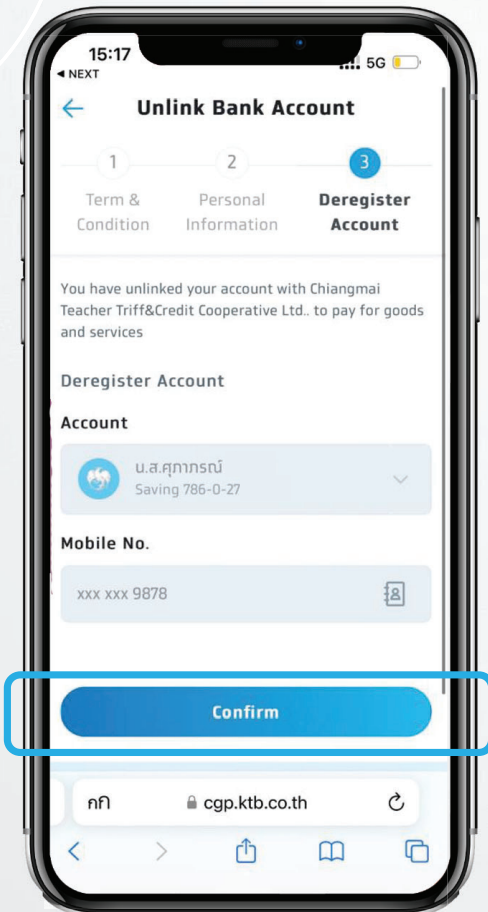 15:17
5G
◀ NEXT
Unlink Bank Account
1
2
3
Term &
Condition
Personal
Information
Deregister
Account
You have unlinked your account with Chiangmai
Teacher Triff&Credit Cooperative Ltd.. to pay for goods
and services
Deregister Account
Account
น.ส.ศุภาภรณ์
Saving 786-0-27
Mobile No.
xxx xxx 9878
Confirm
กกิ
cgp.ktb.co.th